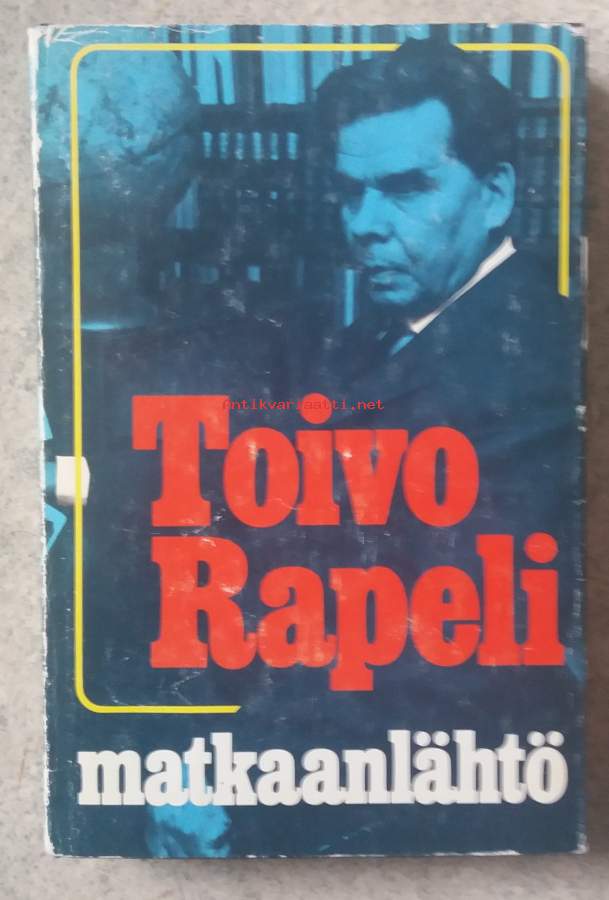 Antikvariaatti.net
Toivo
Rapeli
matkaanlähtö